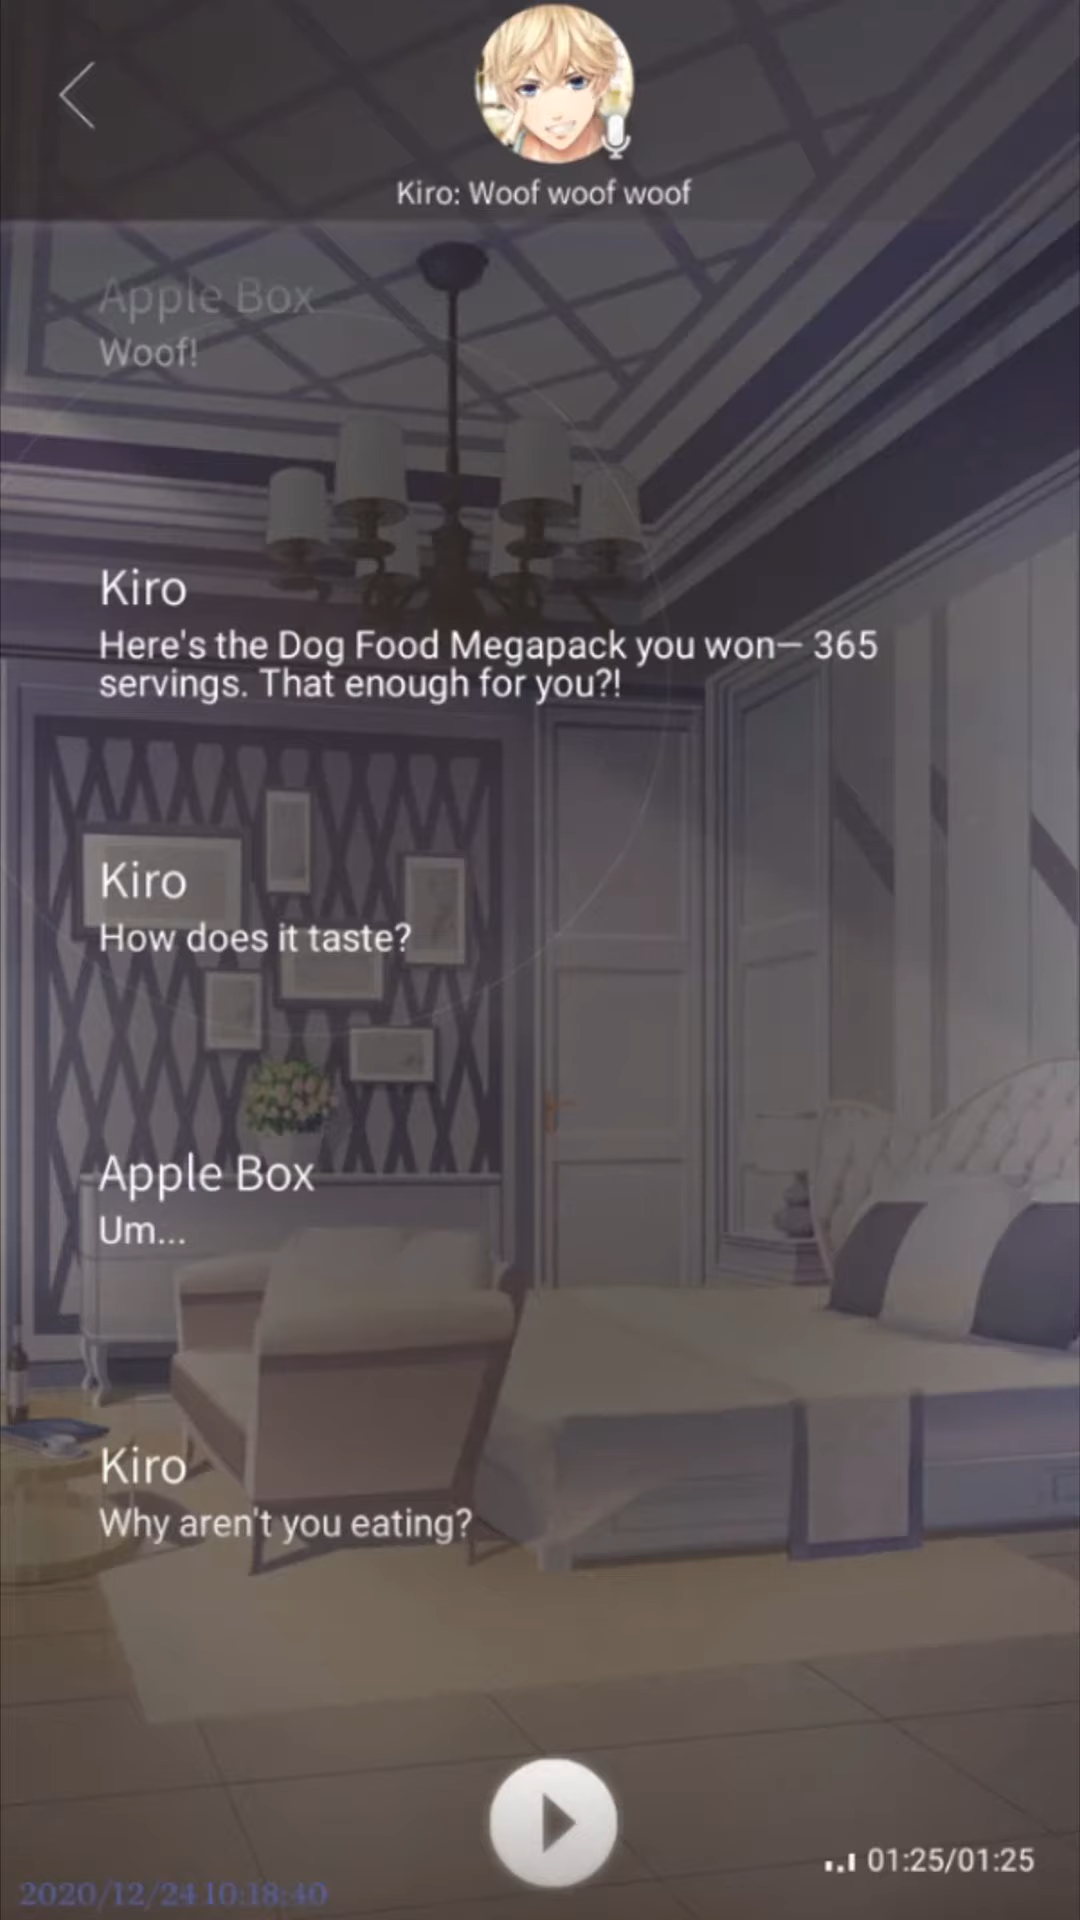 Kiro: Woof woof woof
Apple Box
Woof!
Kiro
Here's the Dog Food Megapack you won— 365
servings. That enough for you?!
Kiro
How does it taste?
Apple Box
Um...
Kiro
Why aren't you eating?
01:25/01:25
2020/12/24 10:18:40